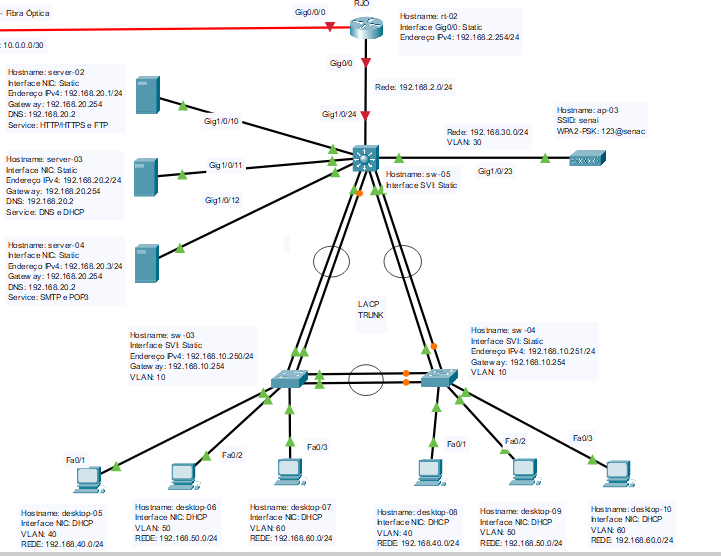 – Fibra Óptica
: 10.0.0.0/30
Gig0/0/0
RJO
Hostname: rt-02
Interface Gig0/0: Static
Endereço IPv4: 192.168.2.254/24
Gig0/0
Rede: 192.168.2.0/24
Gig1/0/24
Hostname: server-02
Interface NIC: Static
Endereço IPv4: 192.168.20.1/24
Gateway: 192.168.20.254
DNS: 192.168.20.2
Service: HTTP/HTTPS e FTP
Gig1/0/10
Hostname: ap-03
SSID: senai
WPA2-PSK: 123@senac
Rede: 192.168.30.0/24
VLAN: 30
Gig1/0/23
Hostname: server-03
Interface NIC: Static
Endereço IPv4: 192.168.20.2/24
Gateway: 192.168.20.254
DNS: 192.168.20.2
Service: DNS e DHCP
Gig1/0/11
Hostname: sw-05
Interface SVI: Static
Gig1/0/12
Hostname: server-04
Interface NIC: Static
Endereço IPv4: 192.168.20.3/24
Gateway: 192.168.20.254
DNS: 192.168.20.2
Service: SMTP e POP3
LACP
TRUNK
Hostname: sw-03
Interface SVI: Static
Endereço IPv4: 192.168.10.250/24
Gateway: 192.168.10.254
VLAN: 10
Hostname: sw-04
Interface SVI: Static
Endereço IPv4: 192.168.10.251/24
Gateway: 192.168.10.254
VLAN: 10
Fa0/1
Fa0/2
Fa0/3
Fa0/1
Fa0/2
Fa0/3
Hostname: desktop-05
Interface NIC: DHCP
VLAN: 40
REDE: 192.168.40.0/24
Hostname: desktop-06
Interface NIC: DHCP
VLAN: 50
REDE: 192.168.50.0/24
Hostname: desktop-07
Interface NIC: DHCP
VLAN: 60
REDE: 192.168.60.0/24
Hostname: desktop-08
Interface NIC: DHCP
VLAN: 40
REDE: 192.168.40.0/24
Hostname: desktop-09
Interface NIC: DHCP
VLAN: 50
REDE: 192.168.50.0/24
Hostname: desktop-10
Interface NIC: DHCP
VLAN: 60
REDE: 192.168.60.0/24